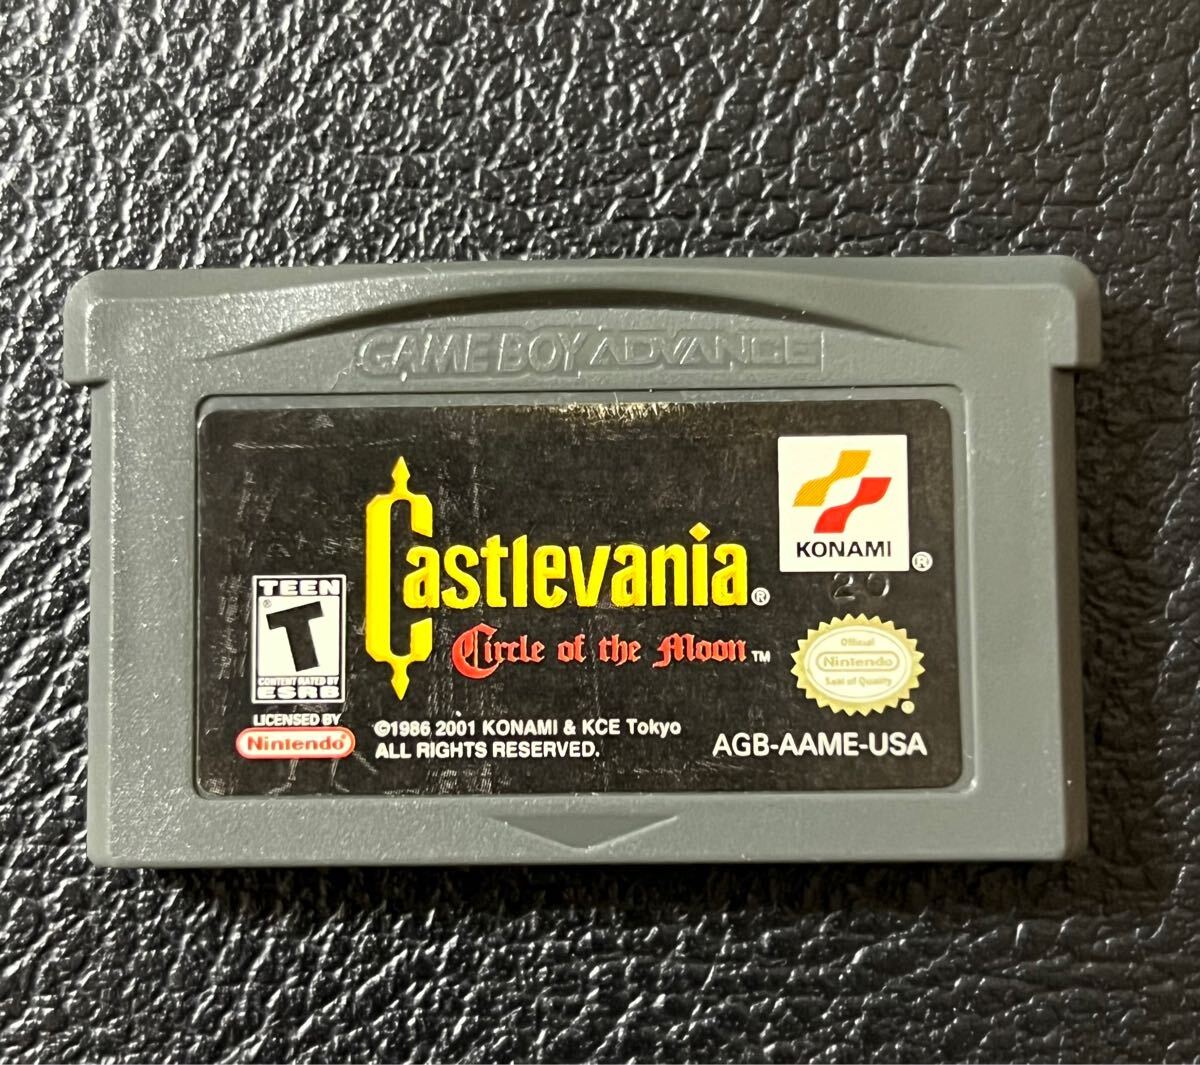 GAME BOY ADVANCE
KONAMI
®
20
Castlevania®
Circle of the Moon™
TEEN
®
T
CONTENT RATED BY
ESRB
Official
Nintendo
Seal of Quality
®
LICENSED BY
Nintendo®
©1986 2001 KONAMI & KCE Tokyo
ALL RIGHTS RESERVED.
AGB-AAME-USA